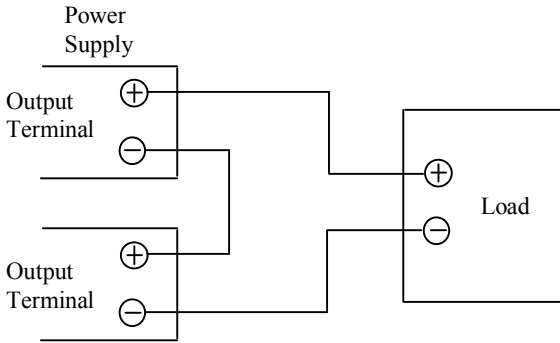 Power
Supply
Output
Terminal
+
−
Output
Terminal
+
−
+
−
Load